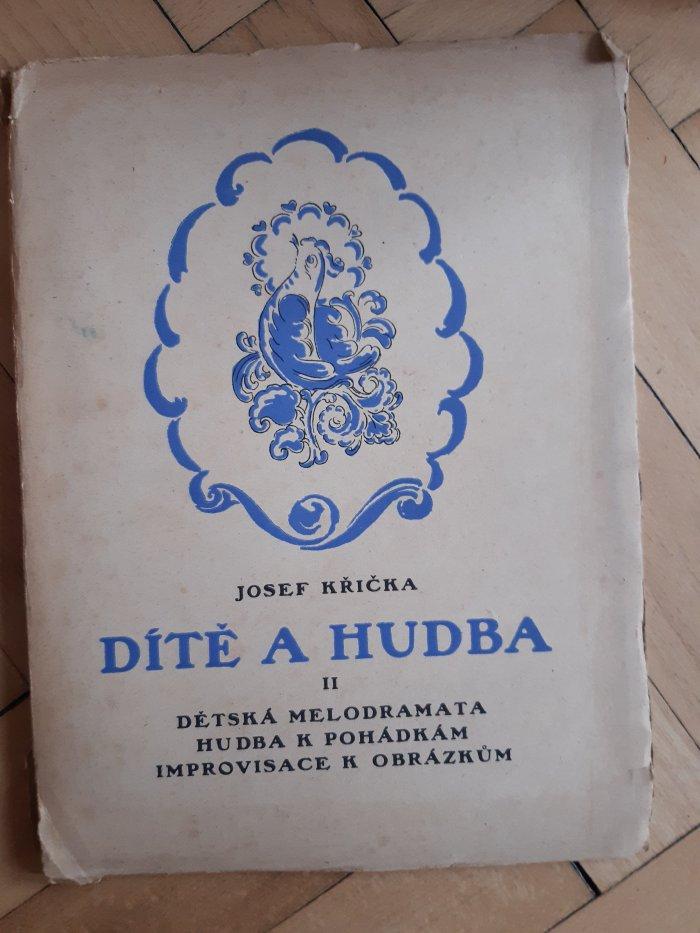 JOSEF KŘIČKA
DÍTĚ A HUDBA
II
DĚTSKÁ MELODRAMATA
HUDBA K POHÁDKÁM
IMPROVISACE K OBRÁZKŮM